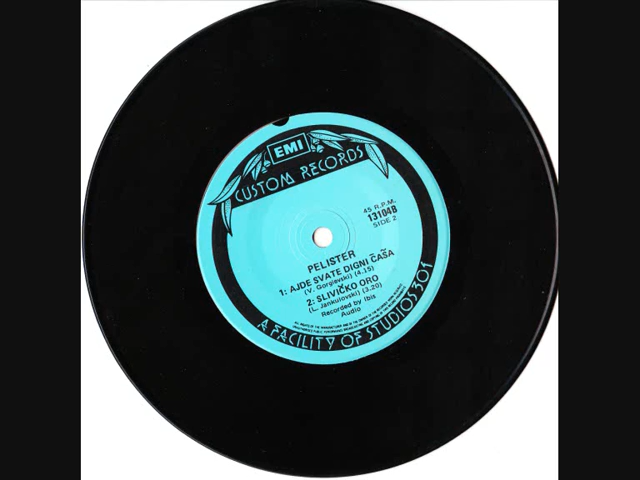 EMI
CUSTOM RECORDS
45 R.P.M.
13104B
SIDE 2
PELISTER
1: AJDE SVATE DIGNI ČAŠA
(V. Gorgievski) (4.15)
2: SLIVIČKO ORO
(L. Jankulovski) (3.20)
Recorded by Ibis
Audio
A FACILITY OF STUDIOS 301